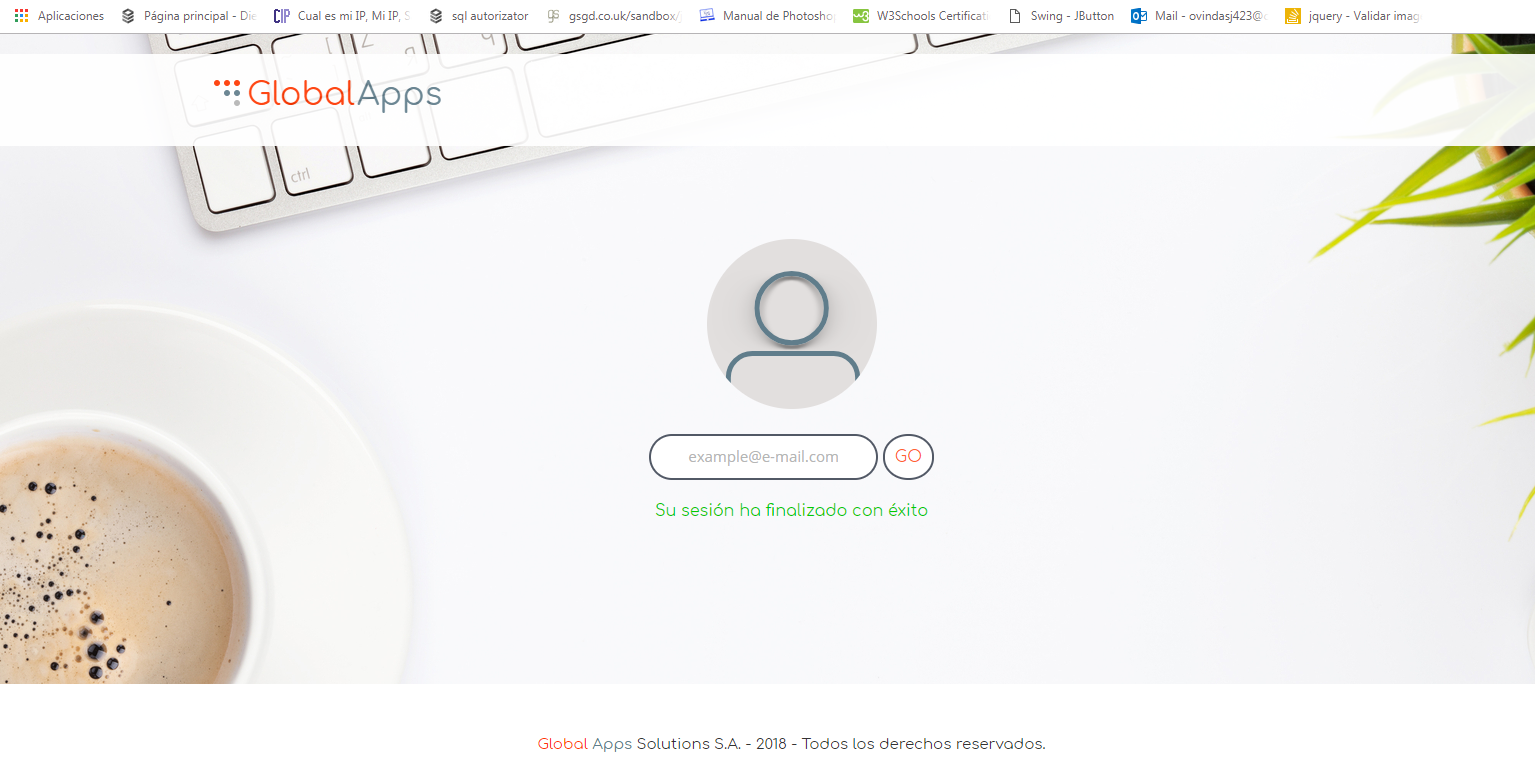 Aplicaciones Página principal - Die Cual es mi IP, Mi IP, S sql autorizator gsgd.co.uk/sandbox/j Manual de Photoshop W3Schools Certificati Swing - JButton Mail - ovindasj423@ jquery - Validar imag
GlobalApps
ctrl
example@e-mail.com GO
Su sesión ha finalizado con éxito
Global Apps Solutions S.A. - 2018 - Todos los derechos reservados.